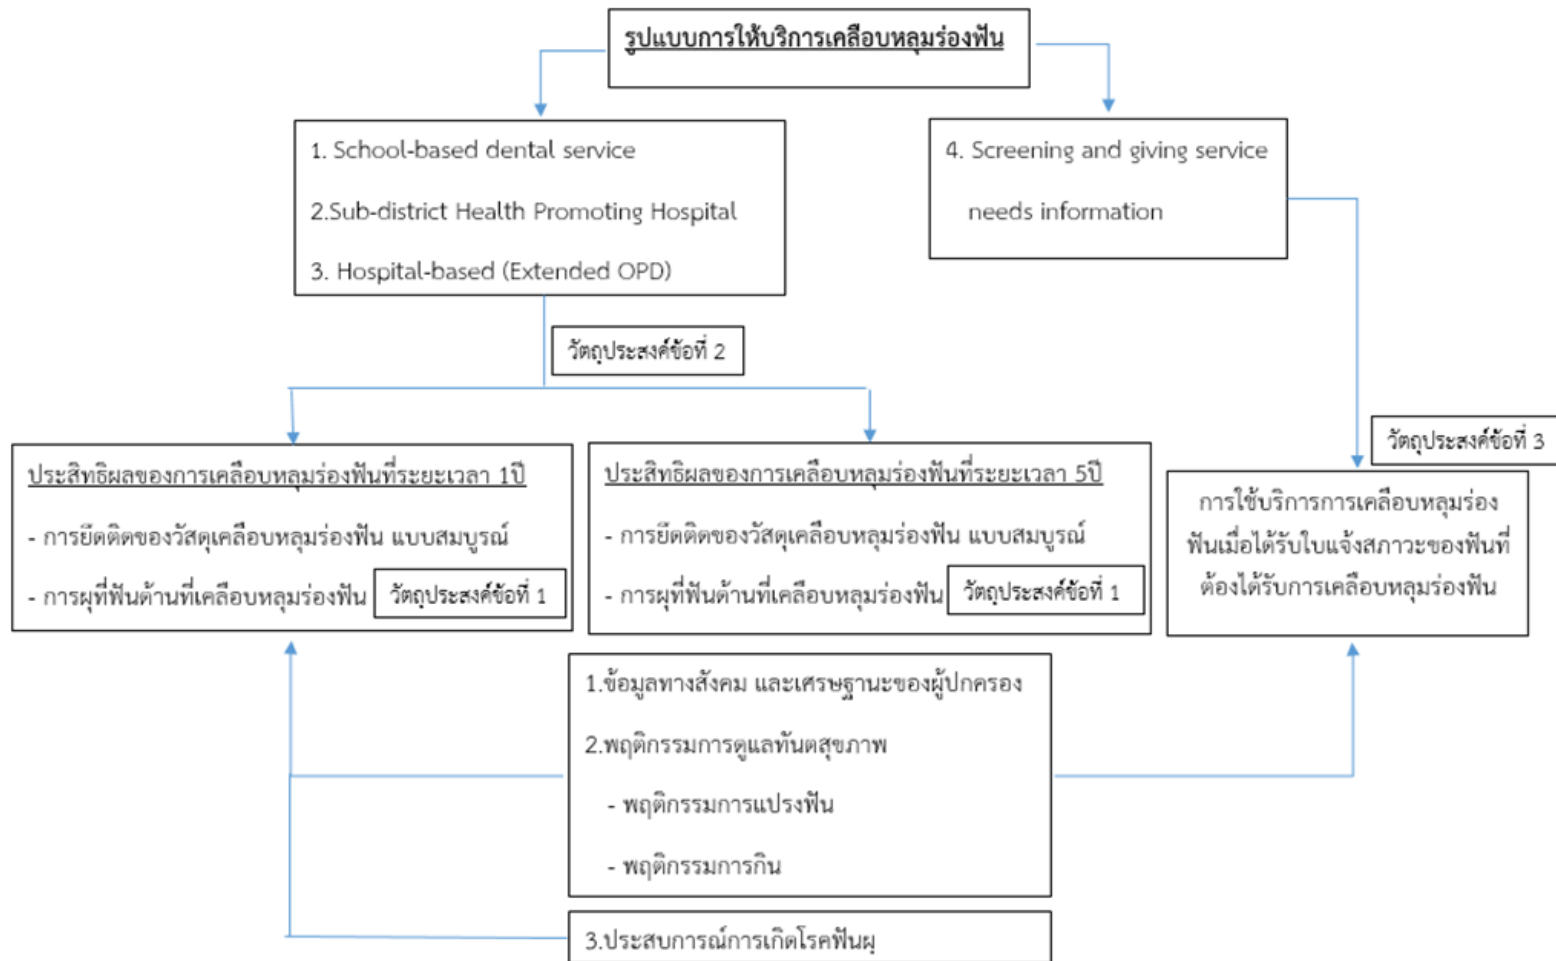 รูปแบบการให้บริการเคลือบหลุมร่องฟัน
1. School-based dental service
2.Sub-district Health Promoting Hospital
3. Hospital-based (Extended OPD)
4. Screening and giving service
needs information
วัตถุประสงค์ข้อที่ 2
วัตถุประสงค์ข้อที่ 3
ประสิทธิผลของการเคลือบหลุมร่องฟันที่ระยะเวลา 1ปี
- การยึดติดของวัสดุเคลือบหลุมร่องฟัน แบบสมบูรณ์
- การผุที่ฟันด้านที่เคลือบหลุมร่องฟัน
วัตถุประสงค์ข้อที่ 1
ประสิทธิผลของการเคลือบหลุมร่องฟันที่ระยะเวลา 5ปี
- การยึดติดของวัสดุเคลือบหลุมร่องฟัน แบบสมบูรณ์
- การผุที่ฟันด้านที่เคลือบหลุมร่องฟัน
วัตถุประสงค์ข้อที่ 1
การใช้บริการการเคลือบหลุมร่อง
ฟันเมื่อได้รับใบแจ้งสภาวะของฟันที่
ต้องได้รับการเคลือบหลุมร่องฟัน
1.ข้อมูลทางสังคม และเศรษฐานะของผู้ปกครอง
2.พฤติกรรมการดูแลทันตสุขภาพ
- พฤติกรรมการแปรงฟัน
- พฤติกรรมการกิน
3.ประสบการณ์การเกิดโรคฟันผุ